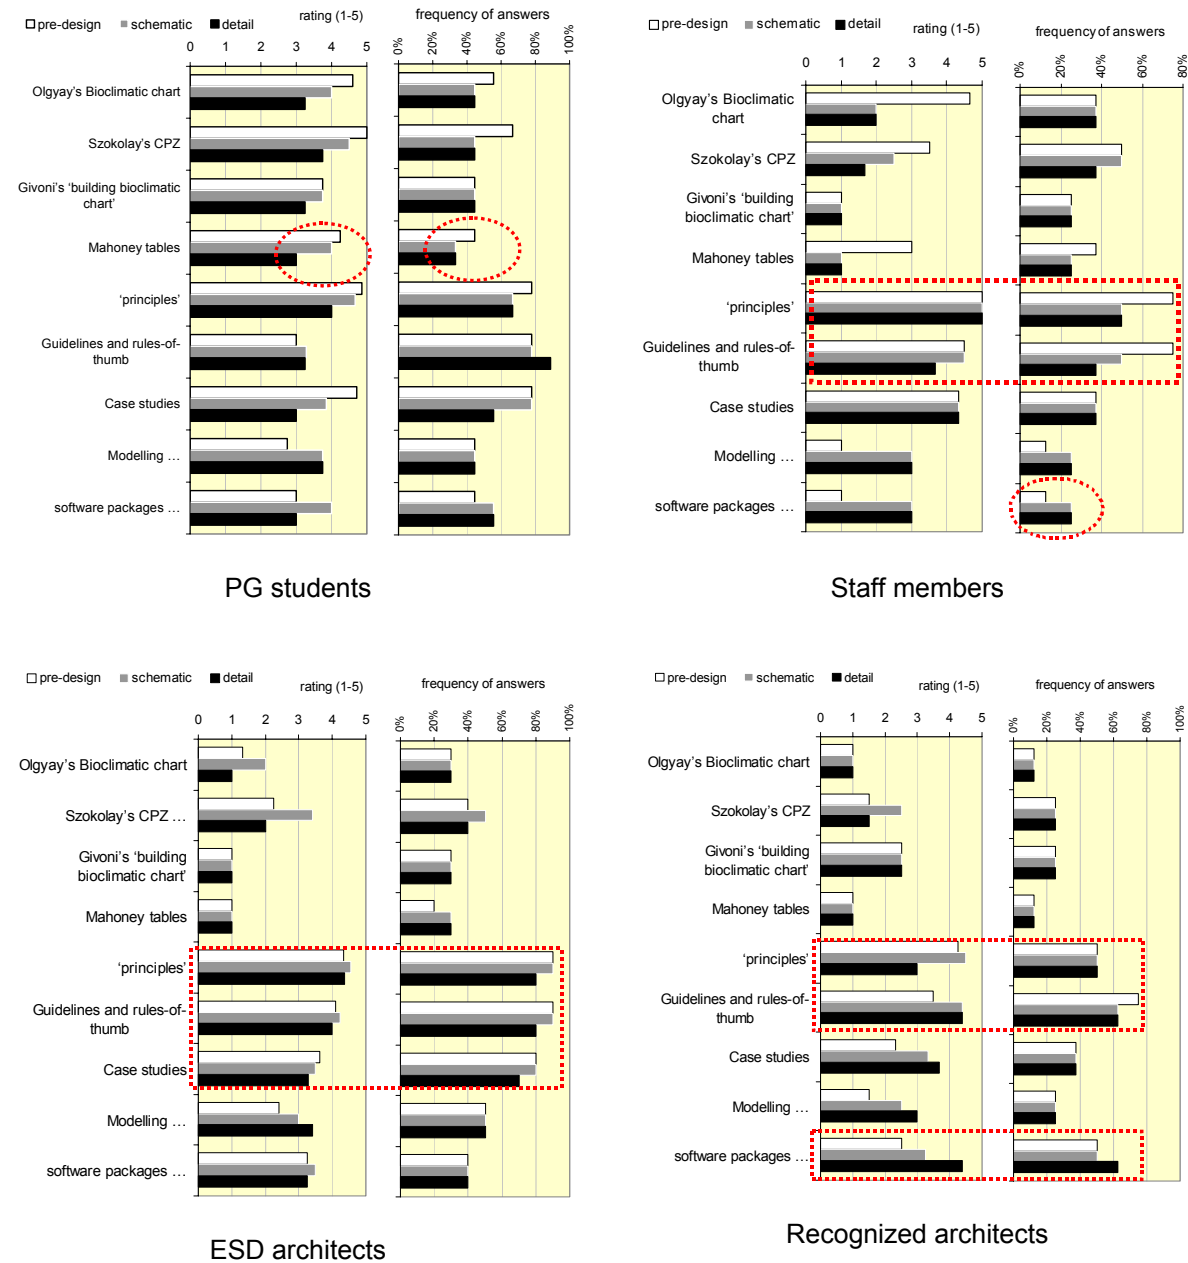 pre-design schematic detail rating (1-5) frequency of answers
0 1 2 3 4 5 0% 20% 40% 60% 80% 100%
Olgyay's Bioclimatic chart
Szokolay's CPZ
Givoni's 'building bioclimatic
chart'
Mahoney tables
'principles'
Guidelines and rules-of-
thumb
Case studies
Modelling …
software packages …
PG students
pre-design schematic detail rating (1-5) frequency of answers
0 1 2 3 4 5 0% 20% 40% 60% 80%
Olgyay's Bioclimatic
chart
Szokolay's CPZ
Givoni's 'building
bioclimatic chart'
Mahoney tables
'principles'
Guidelines and rules-of-
thumb
Case studies
Modelling …
software packages …
Staff members
pre-design schematic detail rating (1-5) frequency of answers
0 1 2 3 4 5 0% 20% 40% 60% 80% 100%
Olgyay's Bioclimatic chart
Szokolay's CPZ …
Givoni's 'building
bioclimatic chart'
Mahoney tables
'principles'
Guidelines and rules-of-
thumb
Case studies
Modelling …
software packages …
ESD architects
pre-design schematic detail rating (1-5) frequency of answers
0 1 2 3 4 5 0% 20% 40% 60% 80% 100%
Olgyay's Bioclimatic chart
Szokolay's CPZ
Givoni's 'building
bioclimatic chart'
Mahoney tables
'principles'
Guidelines and rules-of-
thumb
Case studies
Modelling …
software packages …
Recognized architects